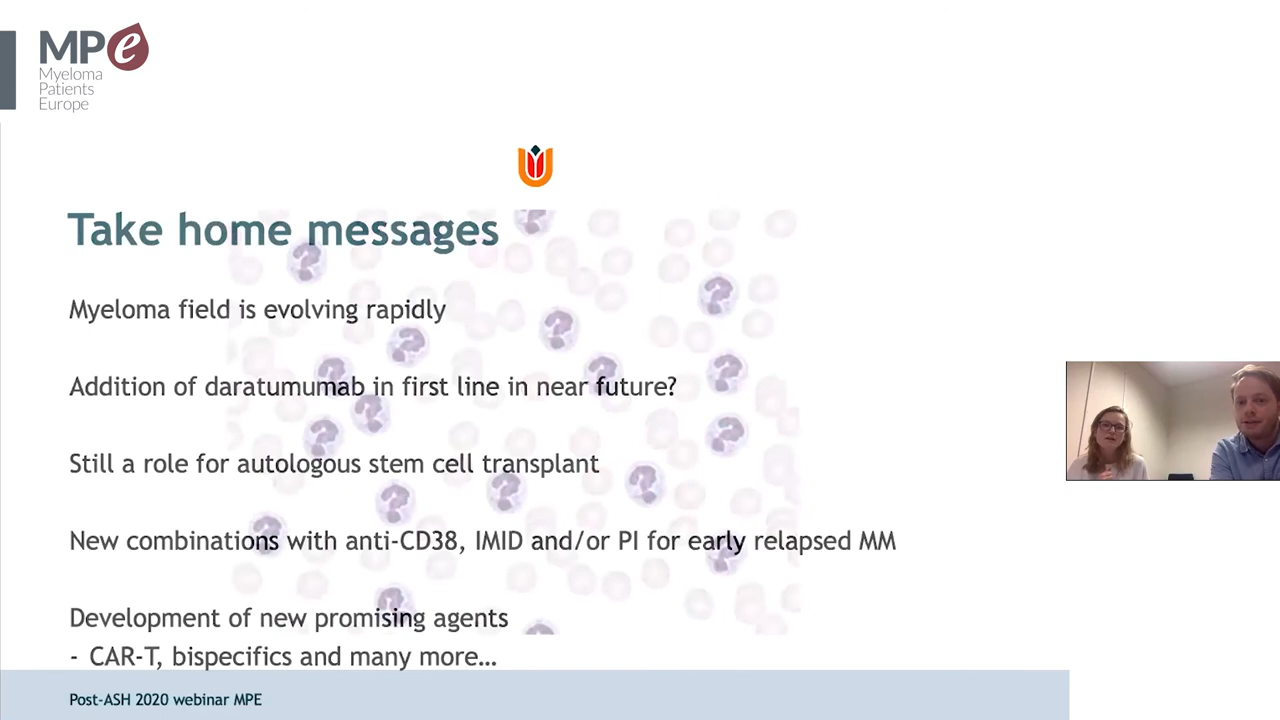 MPe
Myeloma
Patients
Europe
Take home messages
Myeloma field is evolving rapidly
Addition of daratumumab in first line in near future?
Still a role for autologous stem cell transplant
New combinations with anti-CD38, IMID and/or PI for early relapsed MM
Development of new promising agents
- CAR-T, bispecifics and many more...
Post-ASH 2020 webinar MPE